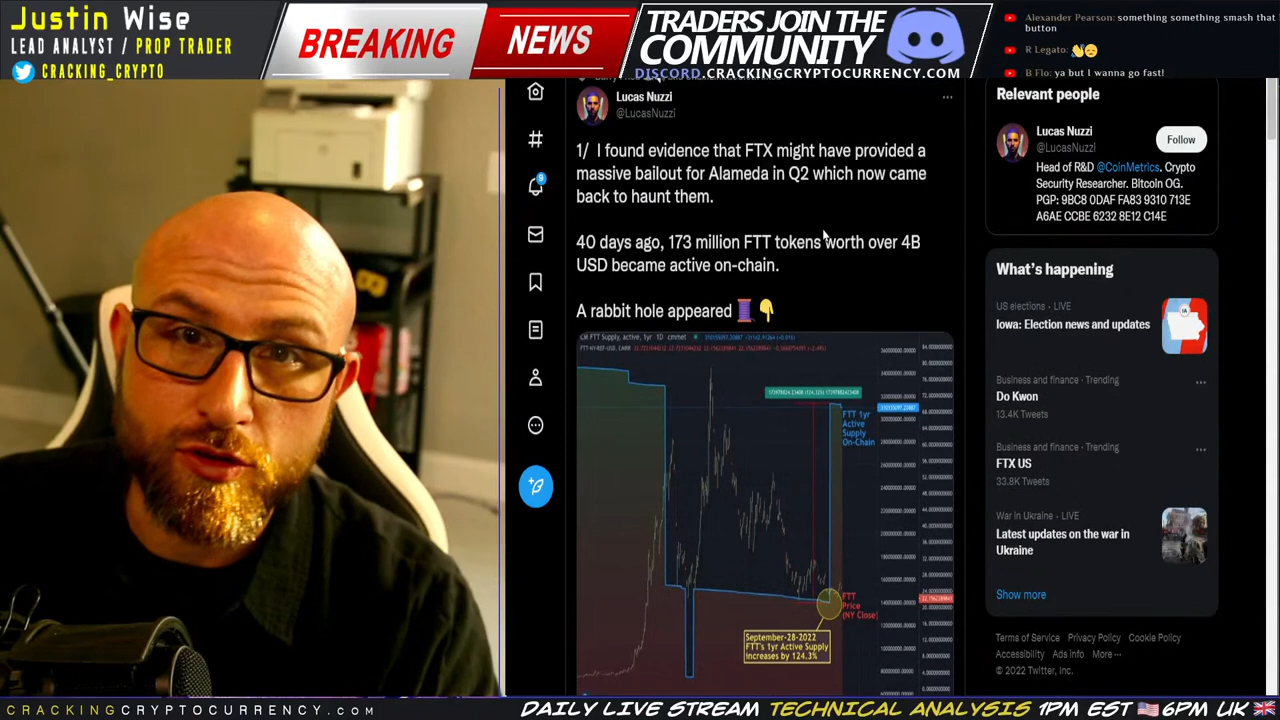 Justin Wise
LEAD ANALYST / PROP TRADER
CRACKING_CRYPTO
BREAKING
NEWS
TRADERS JOIN THE
COMMUNITY
DISCORD.CRACKINGCRYPTOCURRENCY.COM
Alexander Pearson: something something smash that
button
R Legato: 👋😔
B Flo: ya but I wanna go fast!
Lucas Nuzzi
@LucasNuzzi
1/ I found evidence that FTX might have provided a
massive bailout for Alameda in Q2 which now came
back to haunt them.
40 days ago, 173 million FTT tokens worth over 4B
USD became active on-chain.
A rabbit hole appeared 🧵👇
CM FTT Supply, active, 1yr 1D cmmet
FTT 1yr
Active
Supply
On-Chain
FTT
Price
(NY Close)
September-28-2022
FTT's 1yr Active Supply
increases by 124.3%
9
Relevant people
Lucas Nuzzi
@LucasNuzzi
Follow
Head of R&D @CoinMetrics. Crypto
Security Researcher. Bitcoin OG.
PGP: 9BC8 0DAF FA83 9310 713E
A6AE CCBE 6232 8E12 C14E
What's happening
US elections · LIVE
Iowa: Election news and updates
IA
Business and finance · Trending
Do Kwon
13.4K Tweets
Business and finance · Trending
FTX US
33.8K Tweets
War in Ukraine · LIVE
Latest updates on the war in
Ukraine
Show more
Terms of Service Privacy Policy Cookie Policy
Accessibility Ads info More ···
© 2022 Twitter, Inc.
CRACKINGCRYPTOCURRENCY.com
DAILY LIVE STREAM TECHNICAL ANALYSIS 1PM EST 🇺🇸 6PM UK 🇬🇧